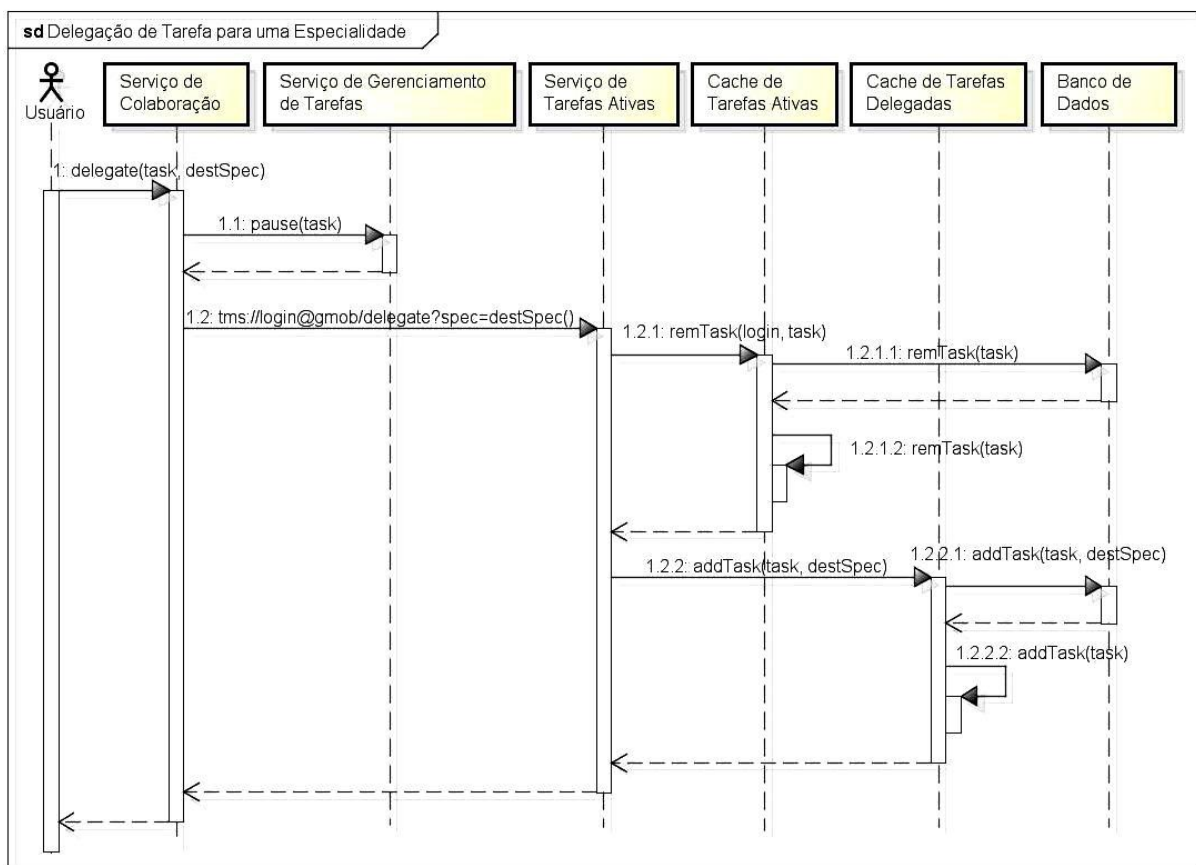 sd Delegação de Tarefa para uma Especialidade
Usuário
Serviço de
Colaboração
Serviço de Gerenciamento
de Tarefas
Serviço de
Tarefas Ativas
Cache de
Tarefas Ativas
Cache de Tarefas
Delegadas
Banco de
Dados
1: delegate(task, destSpec)
1.1: pause(task)
1.2: tms://login@gmob/delegate?spec=destSpec()
1.2.1: remTask(login, task)
1.2.1.1: remTask(task)
1.2.1.2: remTask(task)
1.2.2: addTask(task, destSpec)
1.2.2.1: addTask(task, destSpec)
1.2.2.2: addTask(task)